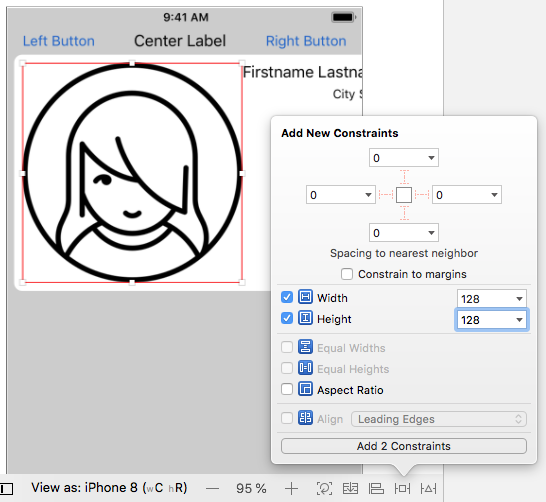 9:41 AM
Left Button Center Label Right Button
Firstname Lastna
City S
Add New Constraints
0
0 0
0
Spacing to nearest neighbor
Constrain to margins
Width 128
Height 128
Equal Widths
Equal Heights
Aspect Ratio
Align Leading Edges
Add 2 Constraints
View as: iPhone 8 (wC hR) — 95 % +